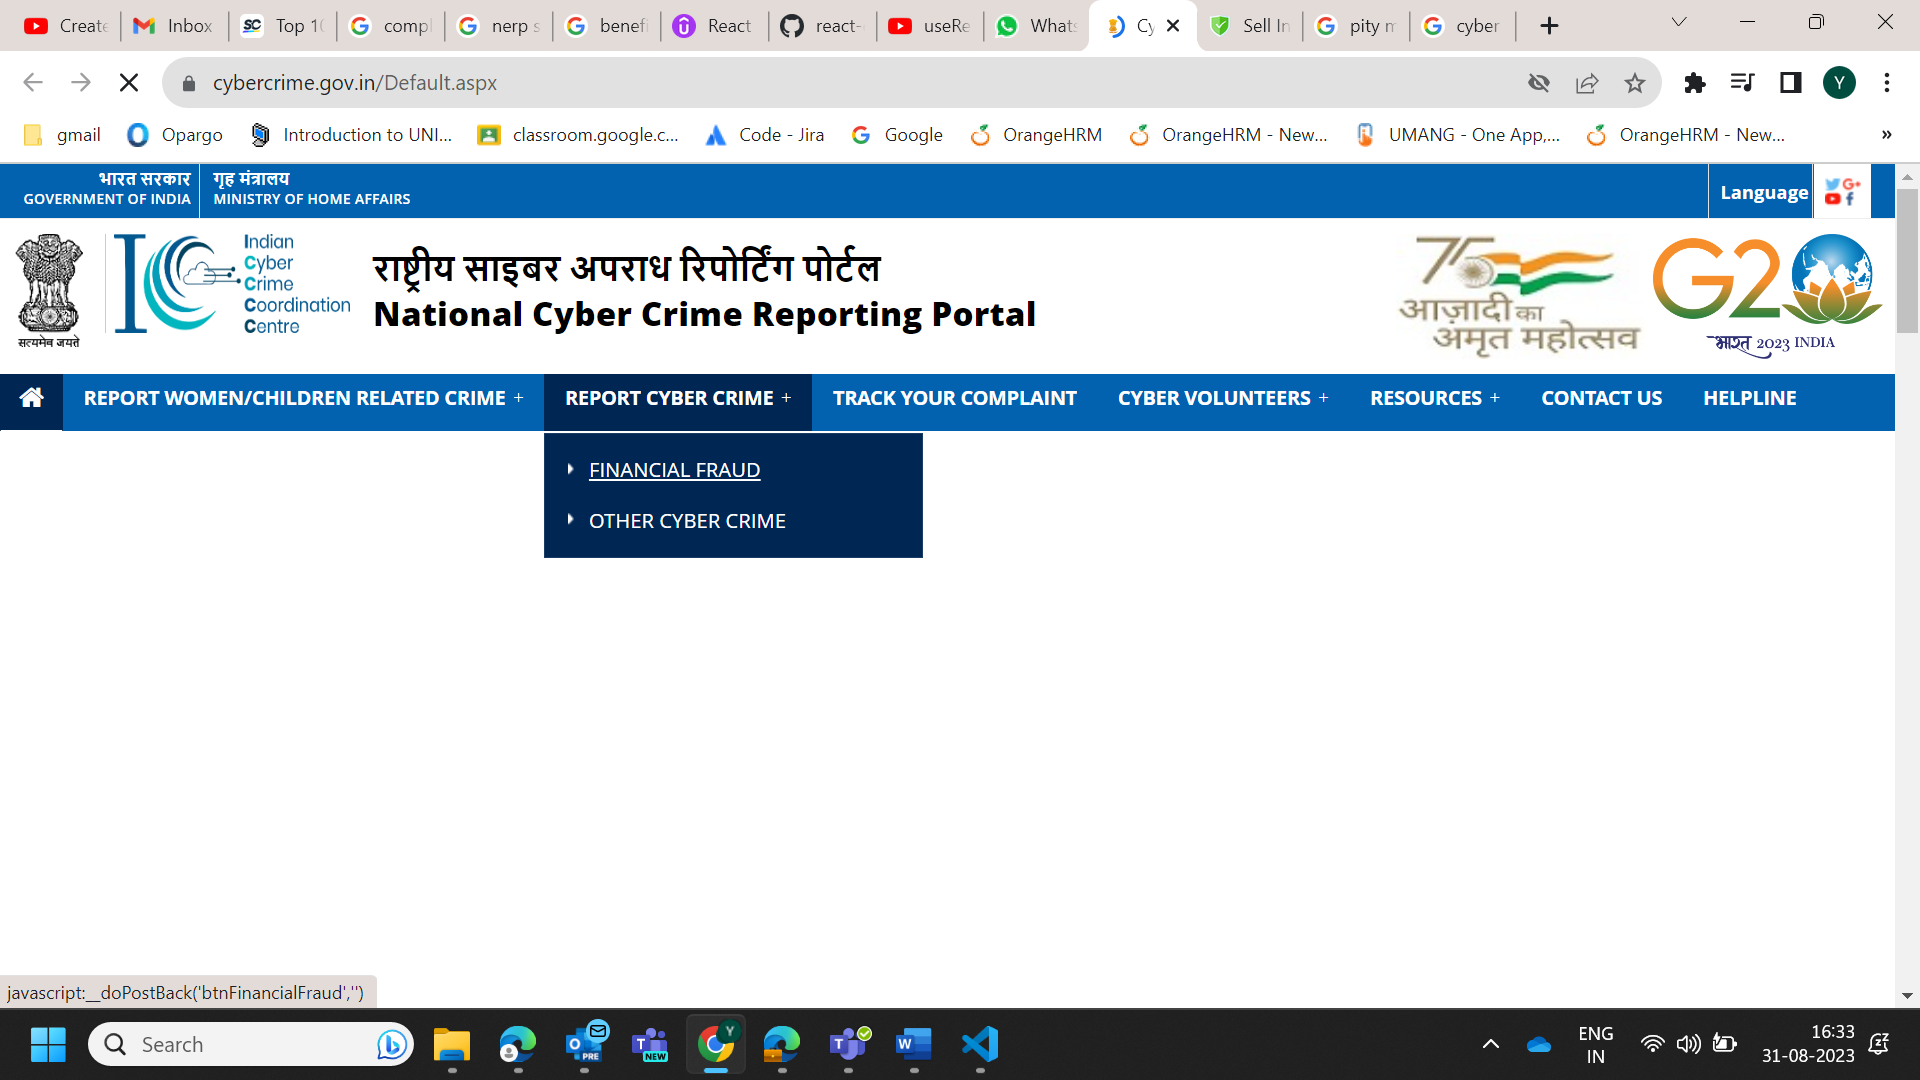 Create
Inbox
SC Top 10
compl
nerp s
benefi
React
react-
useRe
Whats
Cy
Sell In
pity m
cyber
cybercrime.gov.in/Default.aspx
Y
gmail
Opargo
Introduction to UNI...
classroom.google.c...
Code - Jira
Google
OrangeHRM
OrangeHRM - New...
UMANG - One App,...
OrangeHRM - New...
»
भारत सरकार
GOVERNMENT OF INDIA
गृह मंत्रालय
MINISTRY OF HOME AFFAIRS
Language
सत्यमेव जयते
Indian
Cyber
Crime
Coordination
Centre
राष्ट्रीय साइबर अपराध रिपोर्टिंग पोर्टल
National Cyber Crime Reporting Portal
75
आज़ादी का
अमृत महोत्सव
G20
भारत 2023 INDIA
REPORT WOMEN/CHILDREN RELATED CRIME +
REPORT CYBER CRIME +
TRACK YOUR COMPLAINT
CYBER VOLUNTEERS +
RESOURCES +
CONTACT US
HELPLINE
FINANCIAL FRAUD
OTHER CYBER CRIME
javascript:__doPostBack('btnFinancialFraud','')
Search
PRE
NEW
Y
ENG
IN
16:33
31-08-2023